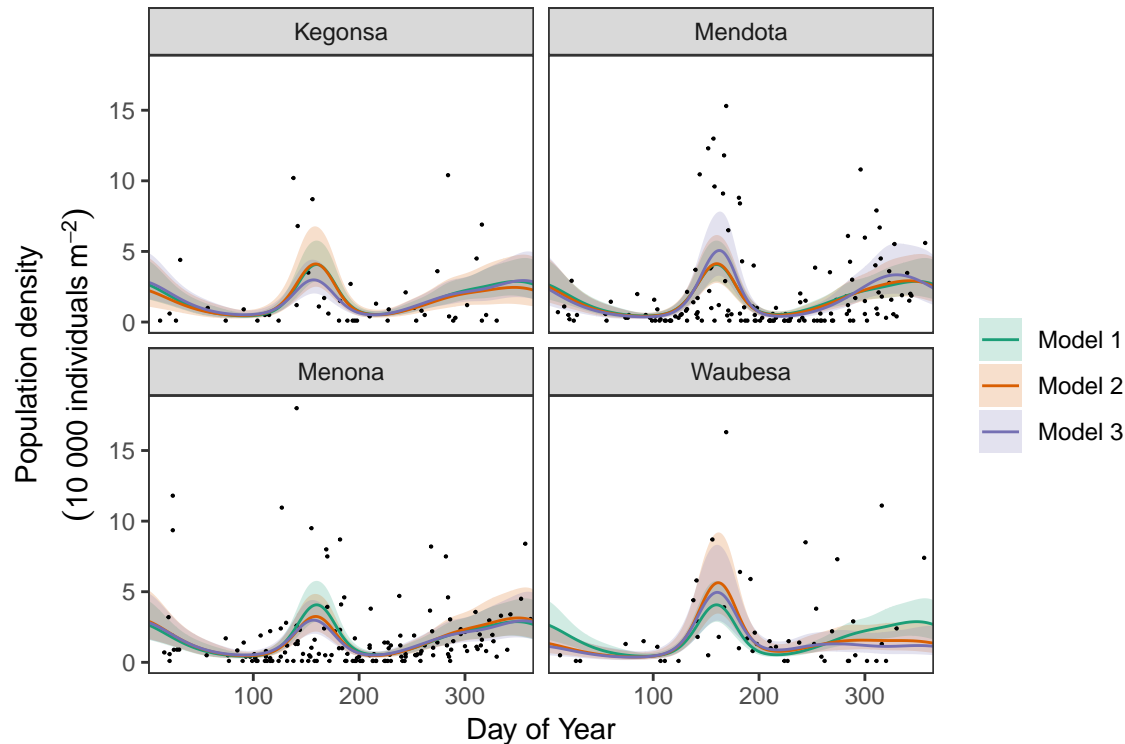 Kegonsa
Mendota
15
10
5
0
Menona
Waubesa
15
10
5
0
100
200
300
100
200
300
Day of Year
Population density
(10 000 individuals m−2)
Model 1
Model 2
Model 3